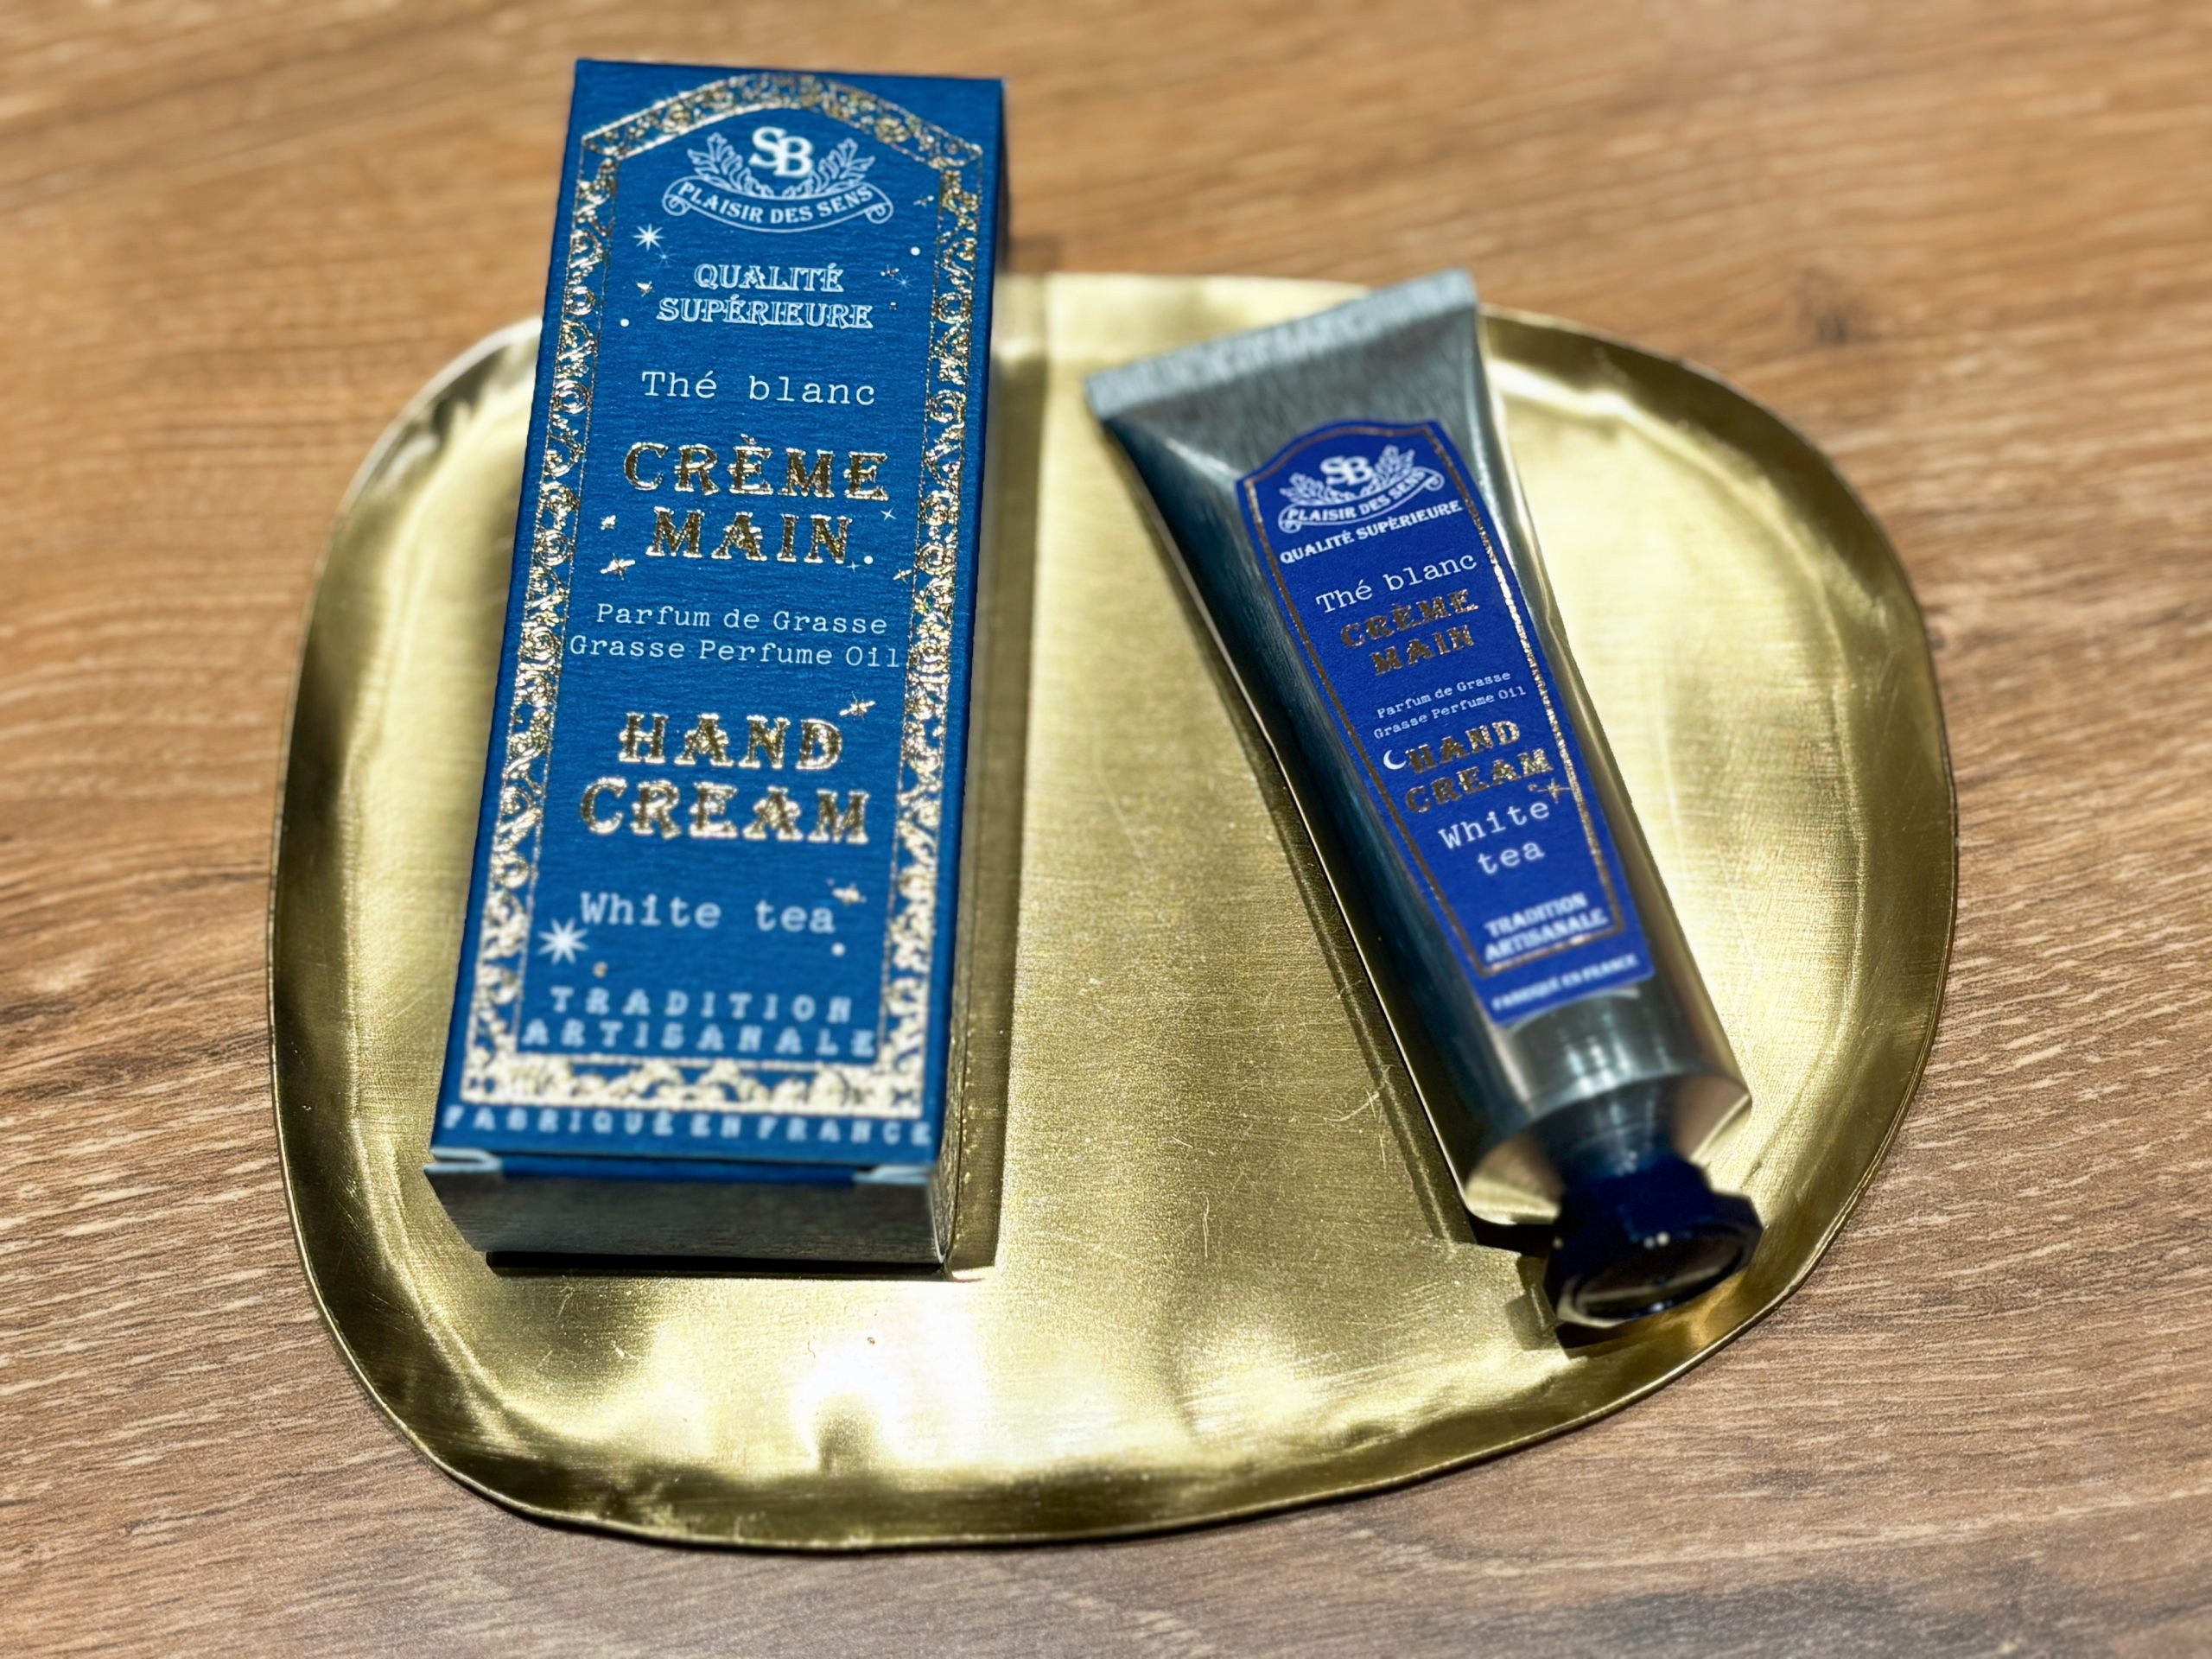 SB
PLAISIR DES SENS
QUALITÉ
SUPÉRIEURE
Thé blanc
CRÈME
MAIN
Parfum de Grasse
Grasse Perfume Oil
HAND
CREAM
White tea
TRADITION
ARTISANALE
FABRIQUÉ EN FRANCE
SB
PLAISIR DES SENS
QUALITÉ SUPÉRIEURE
Thé blanc
CRÈME
MAIN
Parfum de Grasse
Grasse Perfume Oil
HAND
CREAM
White
tea
TRADITION
ARTISANALE
FABRIQUÉ EN FRANCE